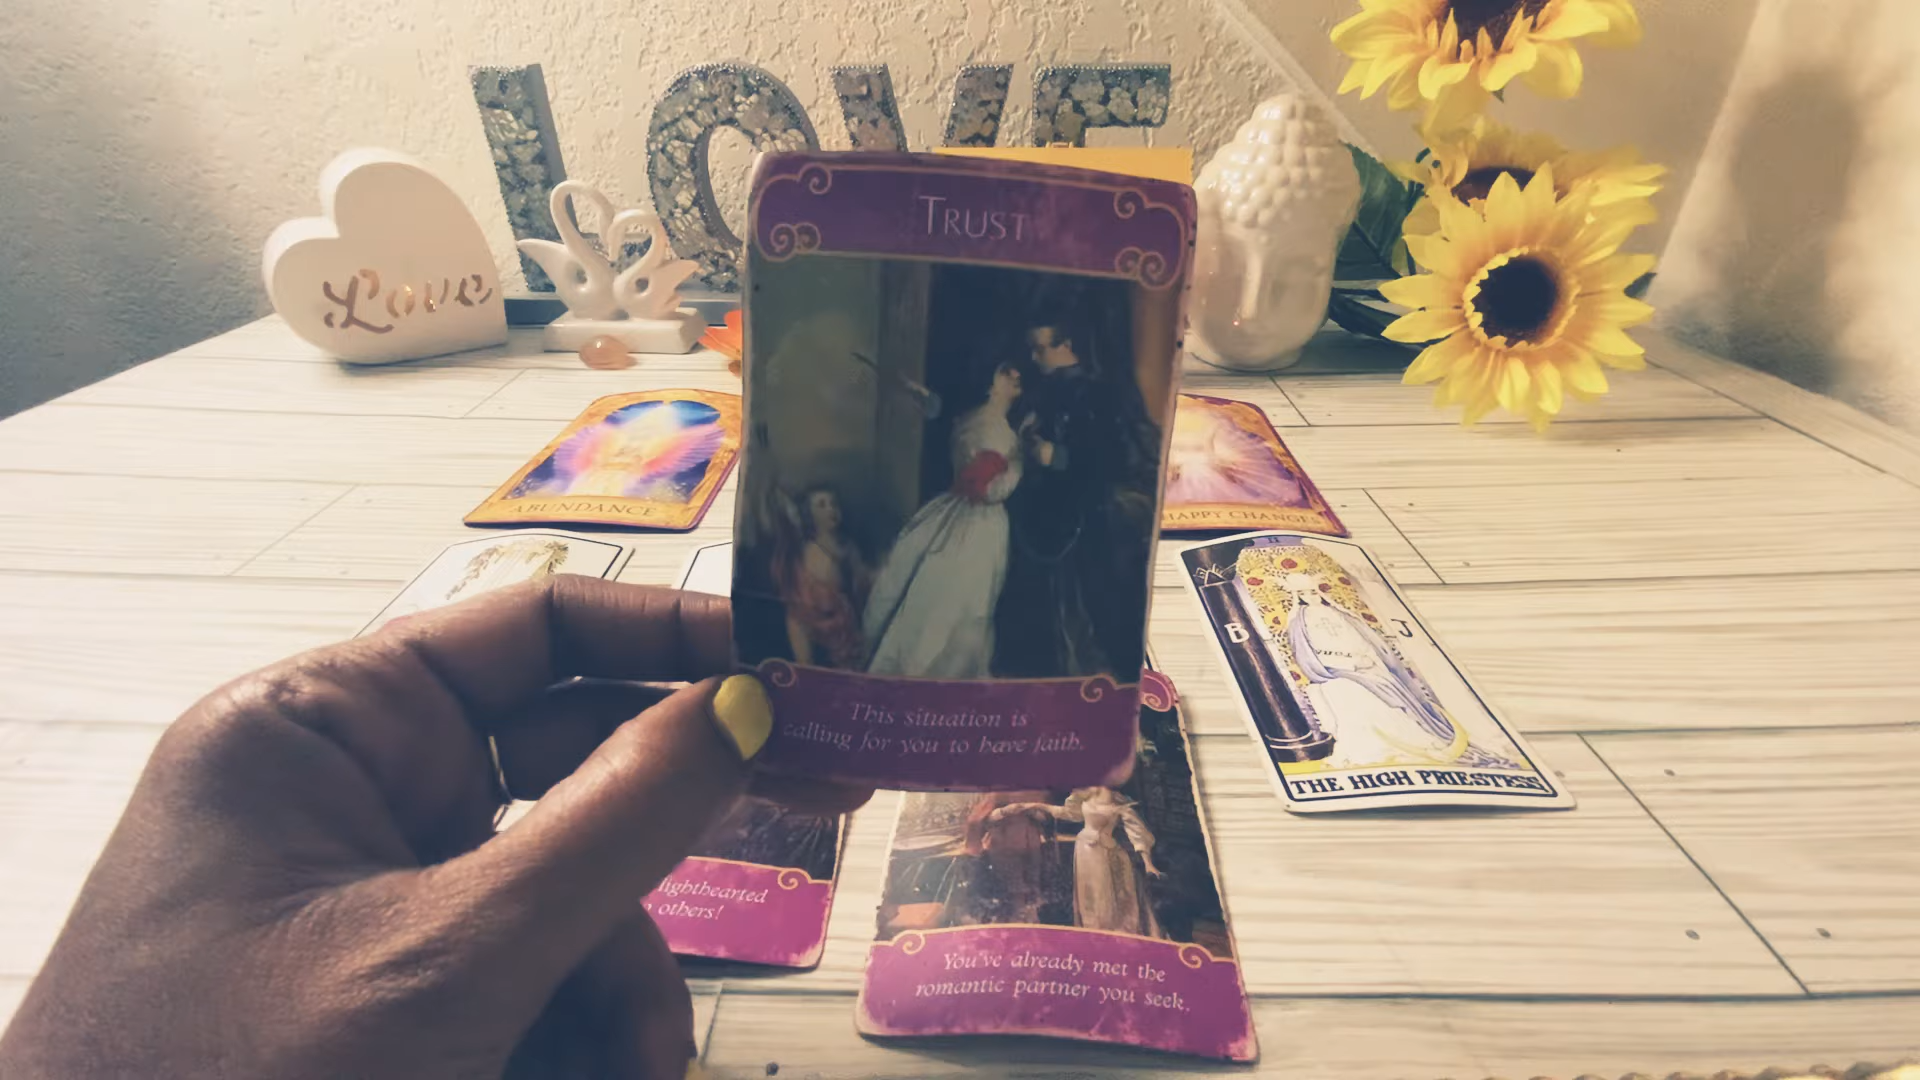 LOVE
Love
TRUST
ABUNDANCE
HAPPY CHANGES
B
J
THE HIGH PRIESTESS
This situation is
calling for you to have faith.
lighthearted
others!
You've already met the
romantic partner you seek.